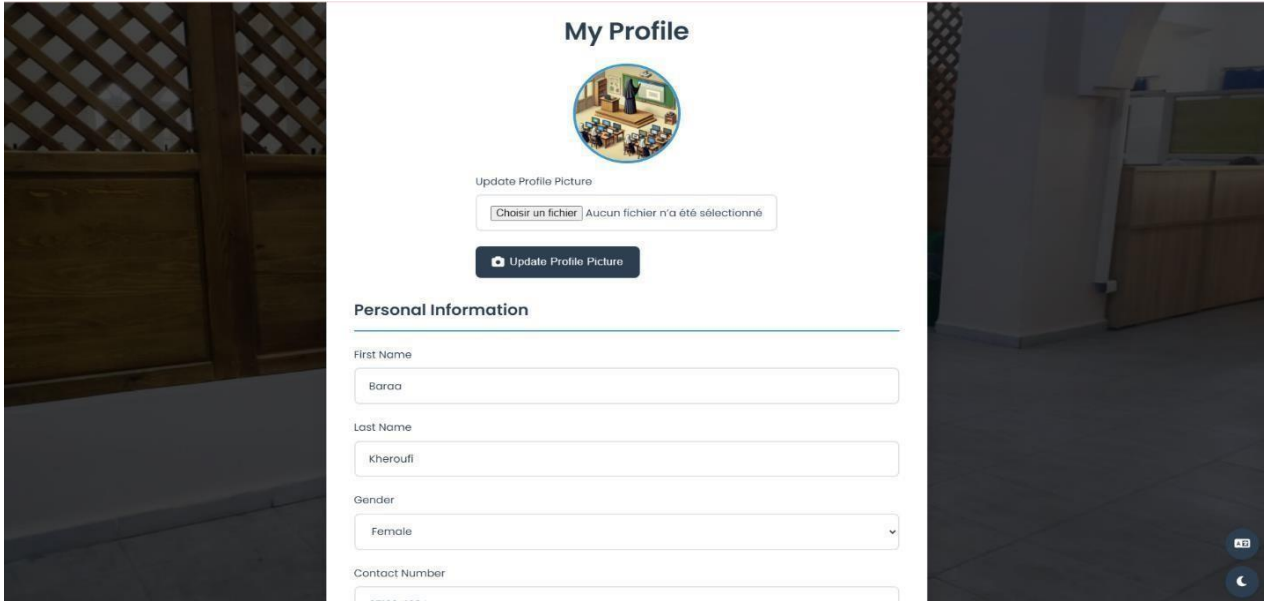 My Profile
Update Profile Picture
Choisir un fichier Aucun fichier n'a été sélectionné
Update Profile Picture
Personal Information
First Name
Baraa
Last Name
Kheroufi
Gender
Female
Contact Number